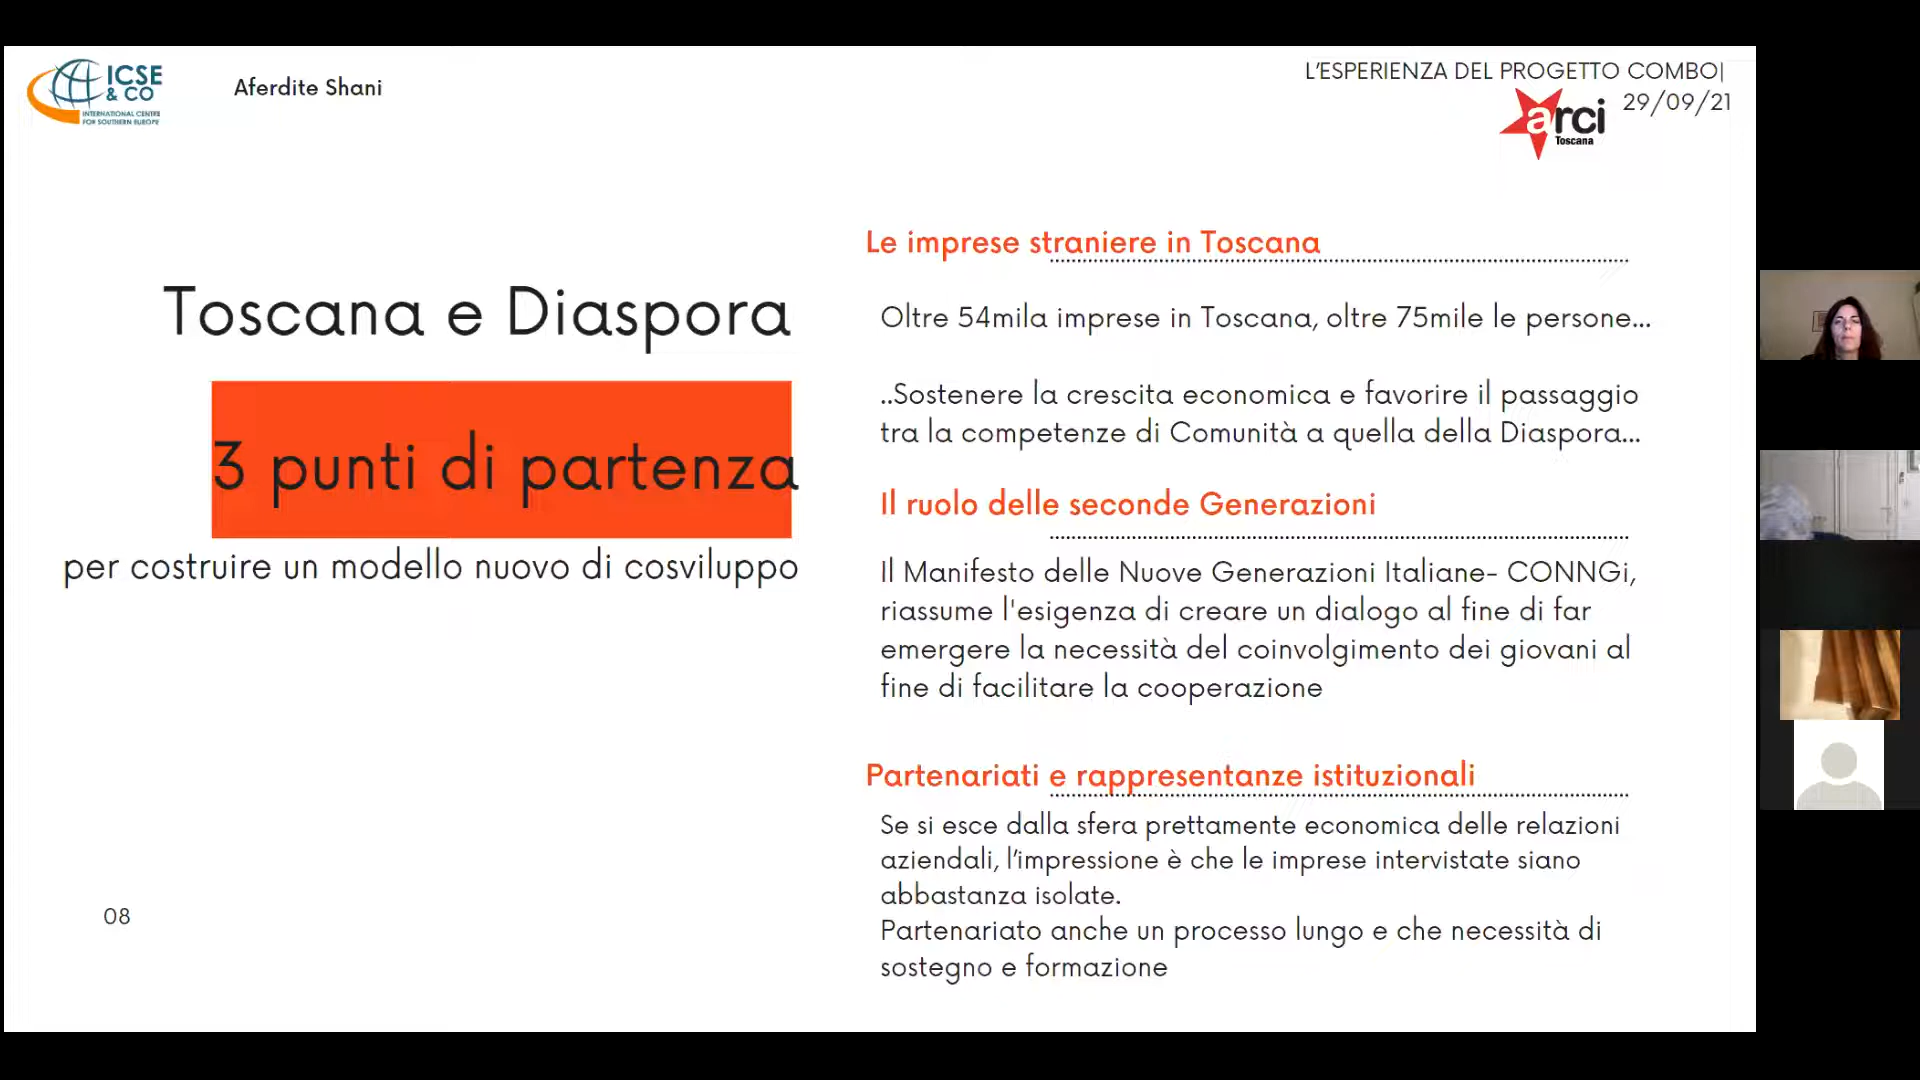 ICSE
& CO
INTERNATIONAL CENTRE
FOR SOUTHERN EUROPE
Aferdite Shani
L’ESPERIENZA DEL PROGETTO COMBO|
29/09/21
arci
Toscana
Toscana e Diaspora
3 punti di partenza
per costruire un modello nuovo di cosviluppo
08
Le imprese straniere in Toscana
Oltre 54mila imprese in Toscana, oltre 75mile le persone...
..Sostenere la crescita economica e favorire il passaggio
tra la competenze di Comunità a quella della Diaspora...
Il ruolo delle seconde Generazioni
Il Manifesto delle Nuove Generazioni Italiane- CONNGi,
riassume l'esigenza di creare un dialogo al fine di far
emergere la necessità del coinvolgimento dei giovani al
fine di facilitare la cooperazione
Partenariati e rappresentanze istituzionali
Se si esce dalla sfera prettamente economica delle relazioni
aziendali, l’impressione è che le imprese intervistate siano
abbastanza isolate.
Partenariato anche un processo lungo e che necessità di
sostegno e formazione